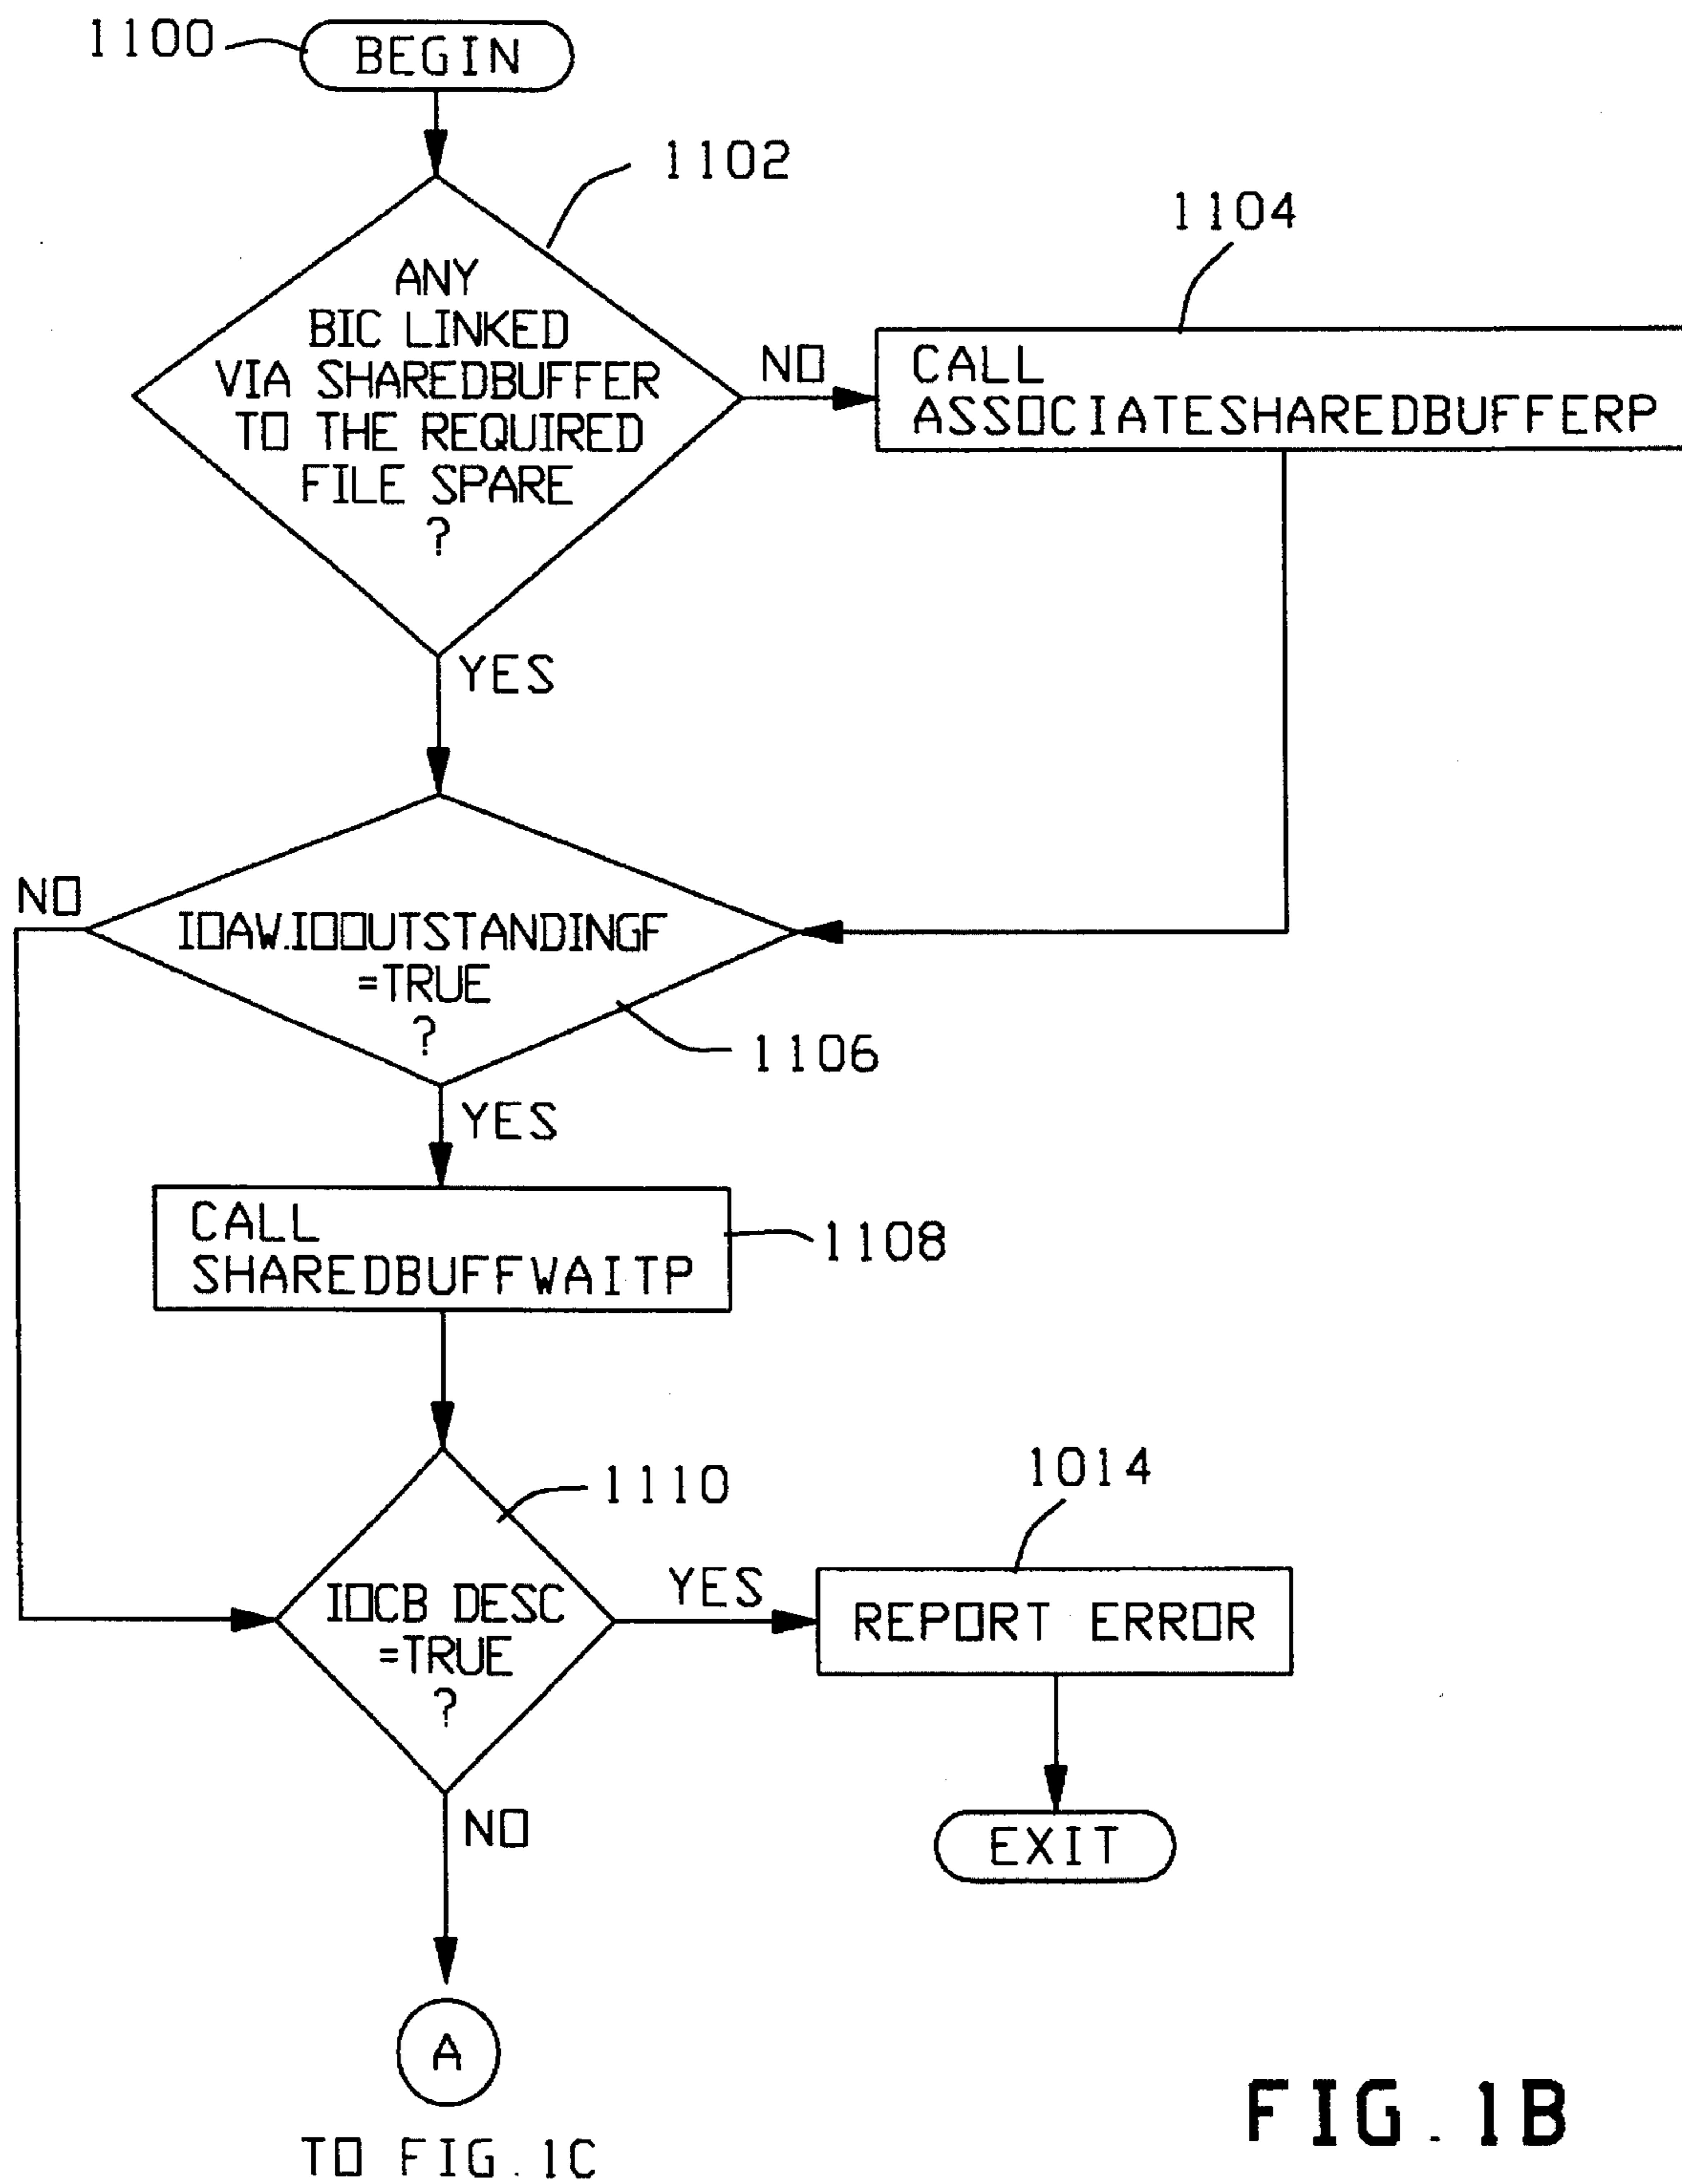 1100
BEGIN
1102
ANY
BIC LINKED
VIA SHAREDBUFFER
TO THE REQUIRED
FILE SPARE
?
NO
1104
CALL
ASSOCIATESHAREDBUFFERP
YES
NO
IOAW.IOOUTSTANDINGF
=TRUE
?
1106
YES
CALL
SHAREDBUFFWAITP
1108
1110
IOCB DESC
=TRUE
?
YES
1014
REPORT ERROR
NO
EXIT
A
TO FIG.1C
FIG.1B